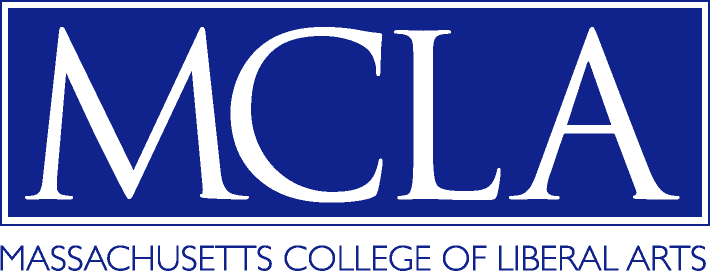 MCLA
MASSACHUSETTS COLLEGE OF LIBERAL ARTS